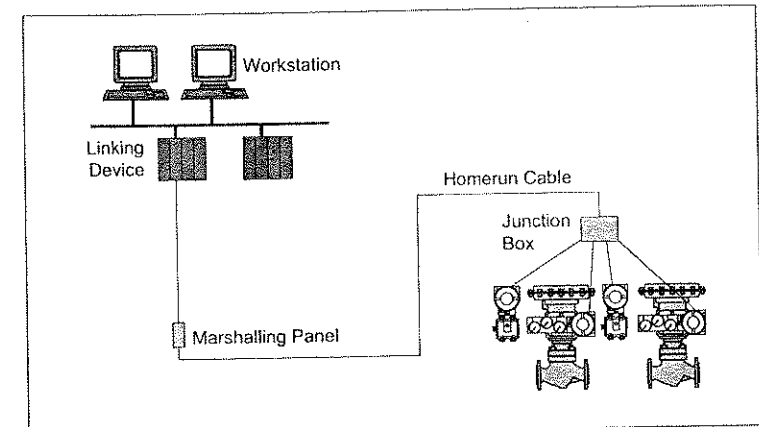 Workstation
Linking
Device
Homerun Cable
Junction
Box
Marshalling Panel